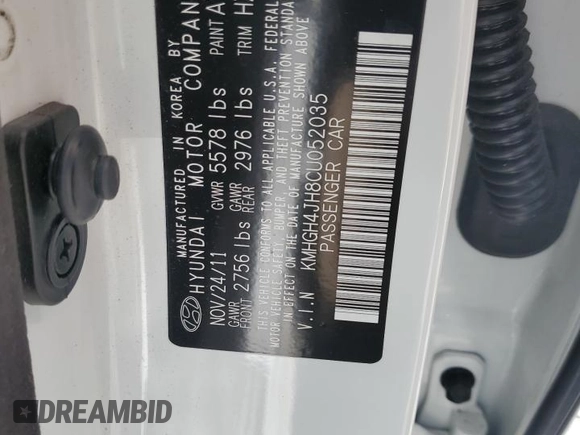 MANUFACTURED IN KOREA BY
HYUNDAI MOTOR COMPAN
NOV/24/11 GVWR 5578 lbs PAINT A
GAWR FRONT 2756 lbs GAWR REAR 2976 lbs TRIM H
THIS VEHICLE CONFORMS TO ALL APPLICABLE U.S.A. FEDERAL
MOTOR VEHICLE SAFETY, BUMPER, AND THEFT PREVENTION STANDA
IN EFFECT ON THE DATE OF MANUFACTURE SHOWN ABOVE
V.I.N KMHGH4JH8CU052035
PASSENGER CAR
DREAMBID